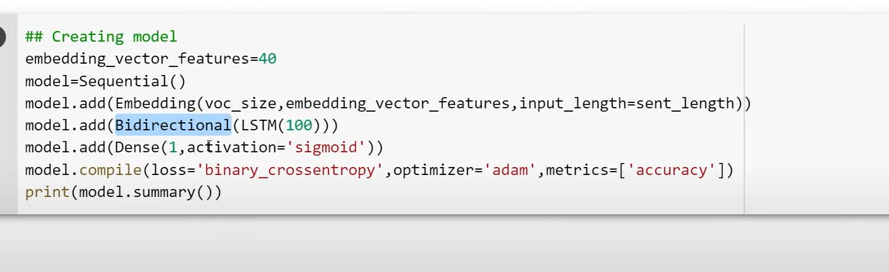 ## Creating model
embedding_vector_features=40
model=Sequential()
model.add(Embedding(voc_size,embedding_vector_features,input_length=sent_length))
model.add(Bidirectional(LSTM(100)))
model.add(Dense(1,activation='sigmoid'))
model.compile(loss='binary_crossentropy',optimizer='adam',metrics=['accuracy'])
print(model.summary())